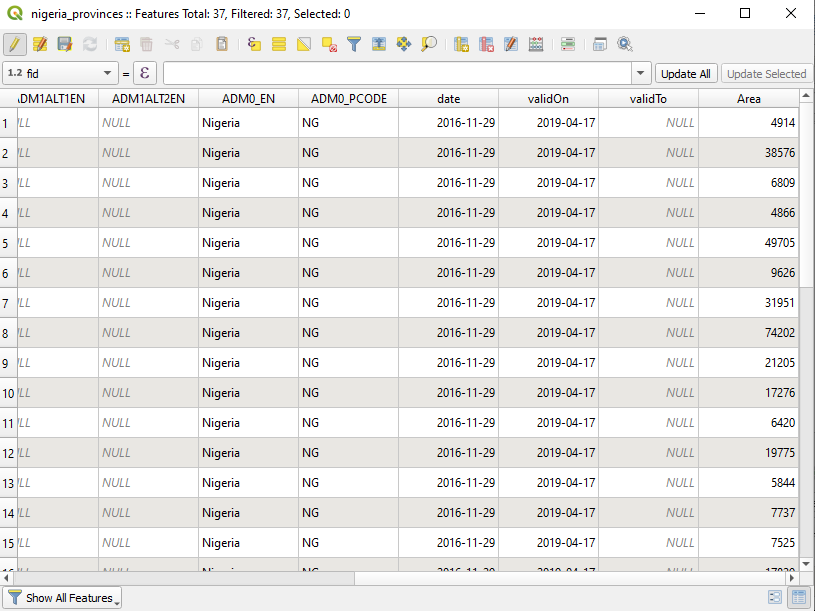 nigeria_provinces :: Features Total: 37, Filtered: 37, Selected: 0
1.2 fid = ε Update All Update Selected
ADM1ALT1EN ADM1ALT2EN ADM0_EN ADM0_PCODE date validOn validTo Area
1 ULL NULL Nigeria NG 2016-11-29 2019-04-17 NULL 4914
2 ULL NULL Nigeria NG 2016-11-29 2019-04-17 NULL 38576
3 ULL NULL Nigeria NG 2016-11-29 2019-04-17 NULL 6809
4 ULL NULL Nigeria NG 2016-11-29 2019-04-17 NULL 4866
5 ULL NULL Nigeria NG 2016-11-29 2019-04-17 NULL 49705
6 ULL NULL Nigeria NG 2016-11-29 2019-04-17 NULL 9626
7 ULL NULL Nigeria NG 2016-11-29 2019-04-17 NULL 31951
8 ULL NULL Nigeria NG 2016-11-29 2019-04-17 NULL 74202
9 ULL NULL Nigeria NG 2016-11-29 2019-04-17 NULL 21205
10 ULL NULL Nigeria NG 2016-11-29 2019-04-17 NULL 17276
11 ULL NULL Nigeria NG 2016-11-29 2019-04-17 NULL 6420
12 ULL NULL Nigeria NG 2016-11-29 2019-04-17 NULL 19775
13 ULL NULL Nigeria NG 2016-11-29 2019-04-17 NULL 5844
14 ULL NULL Nigeria NG 2016-11-29 2019-04-17 NULL 7737
15 ULL NULL Nigeria NG 2016-11-29 2019-04-17 NULL 7525
Show All Features